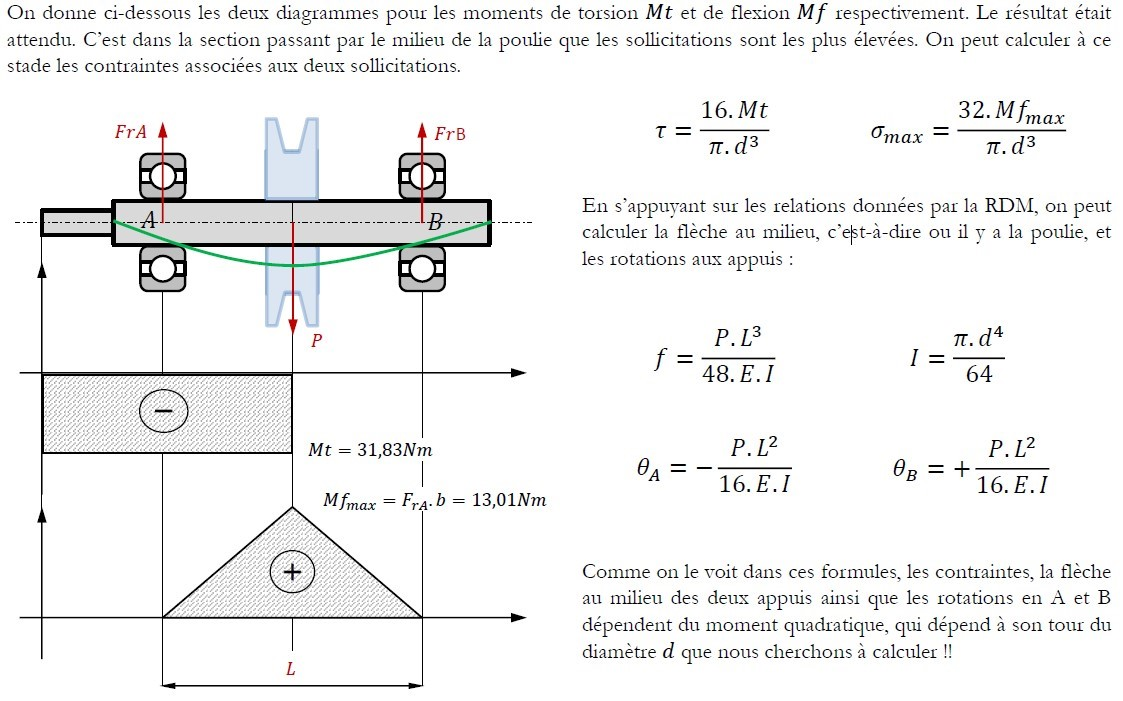 On donne ci-dessous les deux diagrammes pour les moments de torsion Mt et de flexion Mf respectivement. Le résultat était
attendu. C'est dans la section passant par le milieu de la poulie que les sollicitations sont les plus élevées. On peut calculer à ce
stade les contraintes associées aux deux sollicitations.
FrA
FrB
A
B
P
−
Mt = 31,83Nm
Mf_max = F_rA. b = 13,01Nm
+
L
τ = 16. Mt / π. d³
σ_max = 32. Mf_max / π. d³
En s'appuyant sur les relations données par la RDM, on peut
calculer la flèche au milieu, c'est-à-dire ou il y a la poulie, et
les rotations aux appuis :
f = P. L³ / 48. E. I
I = π. d⁴ / 64
θ_A = − P. L² / 16. E. I
θ_B = + P. L² / 16. E. I
Comme on le voit dans ces formules, les contraintes, la flèche
au milieu des deux appuis ainsi que les rotations en A et B
dépendent du moment quadratique, qui dépend à son tour du
diamètre d que nous cherchons à calculer !!